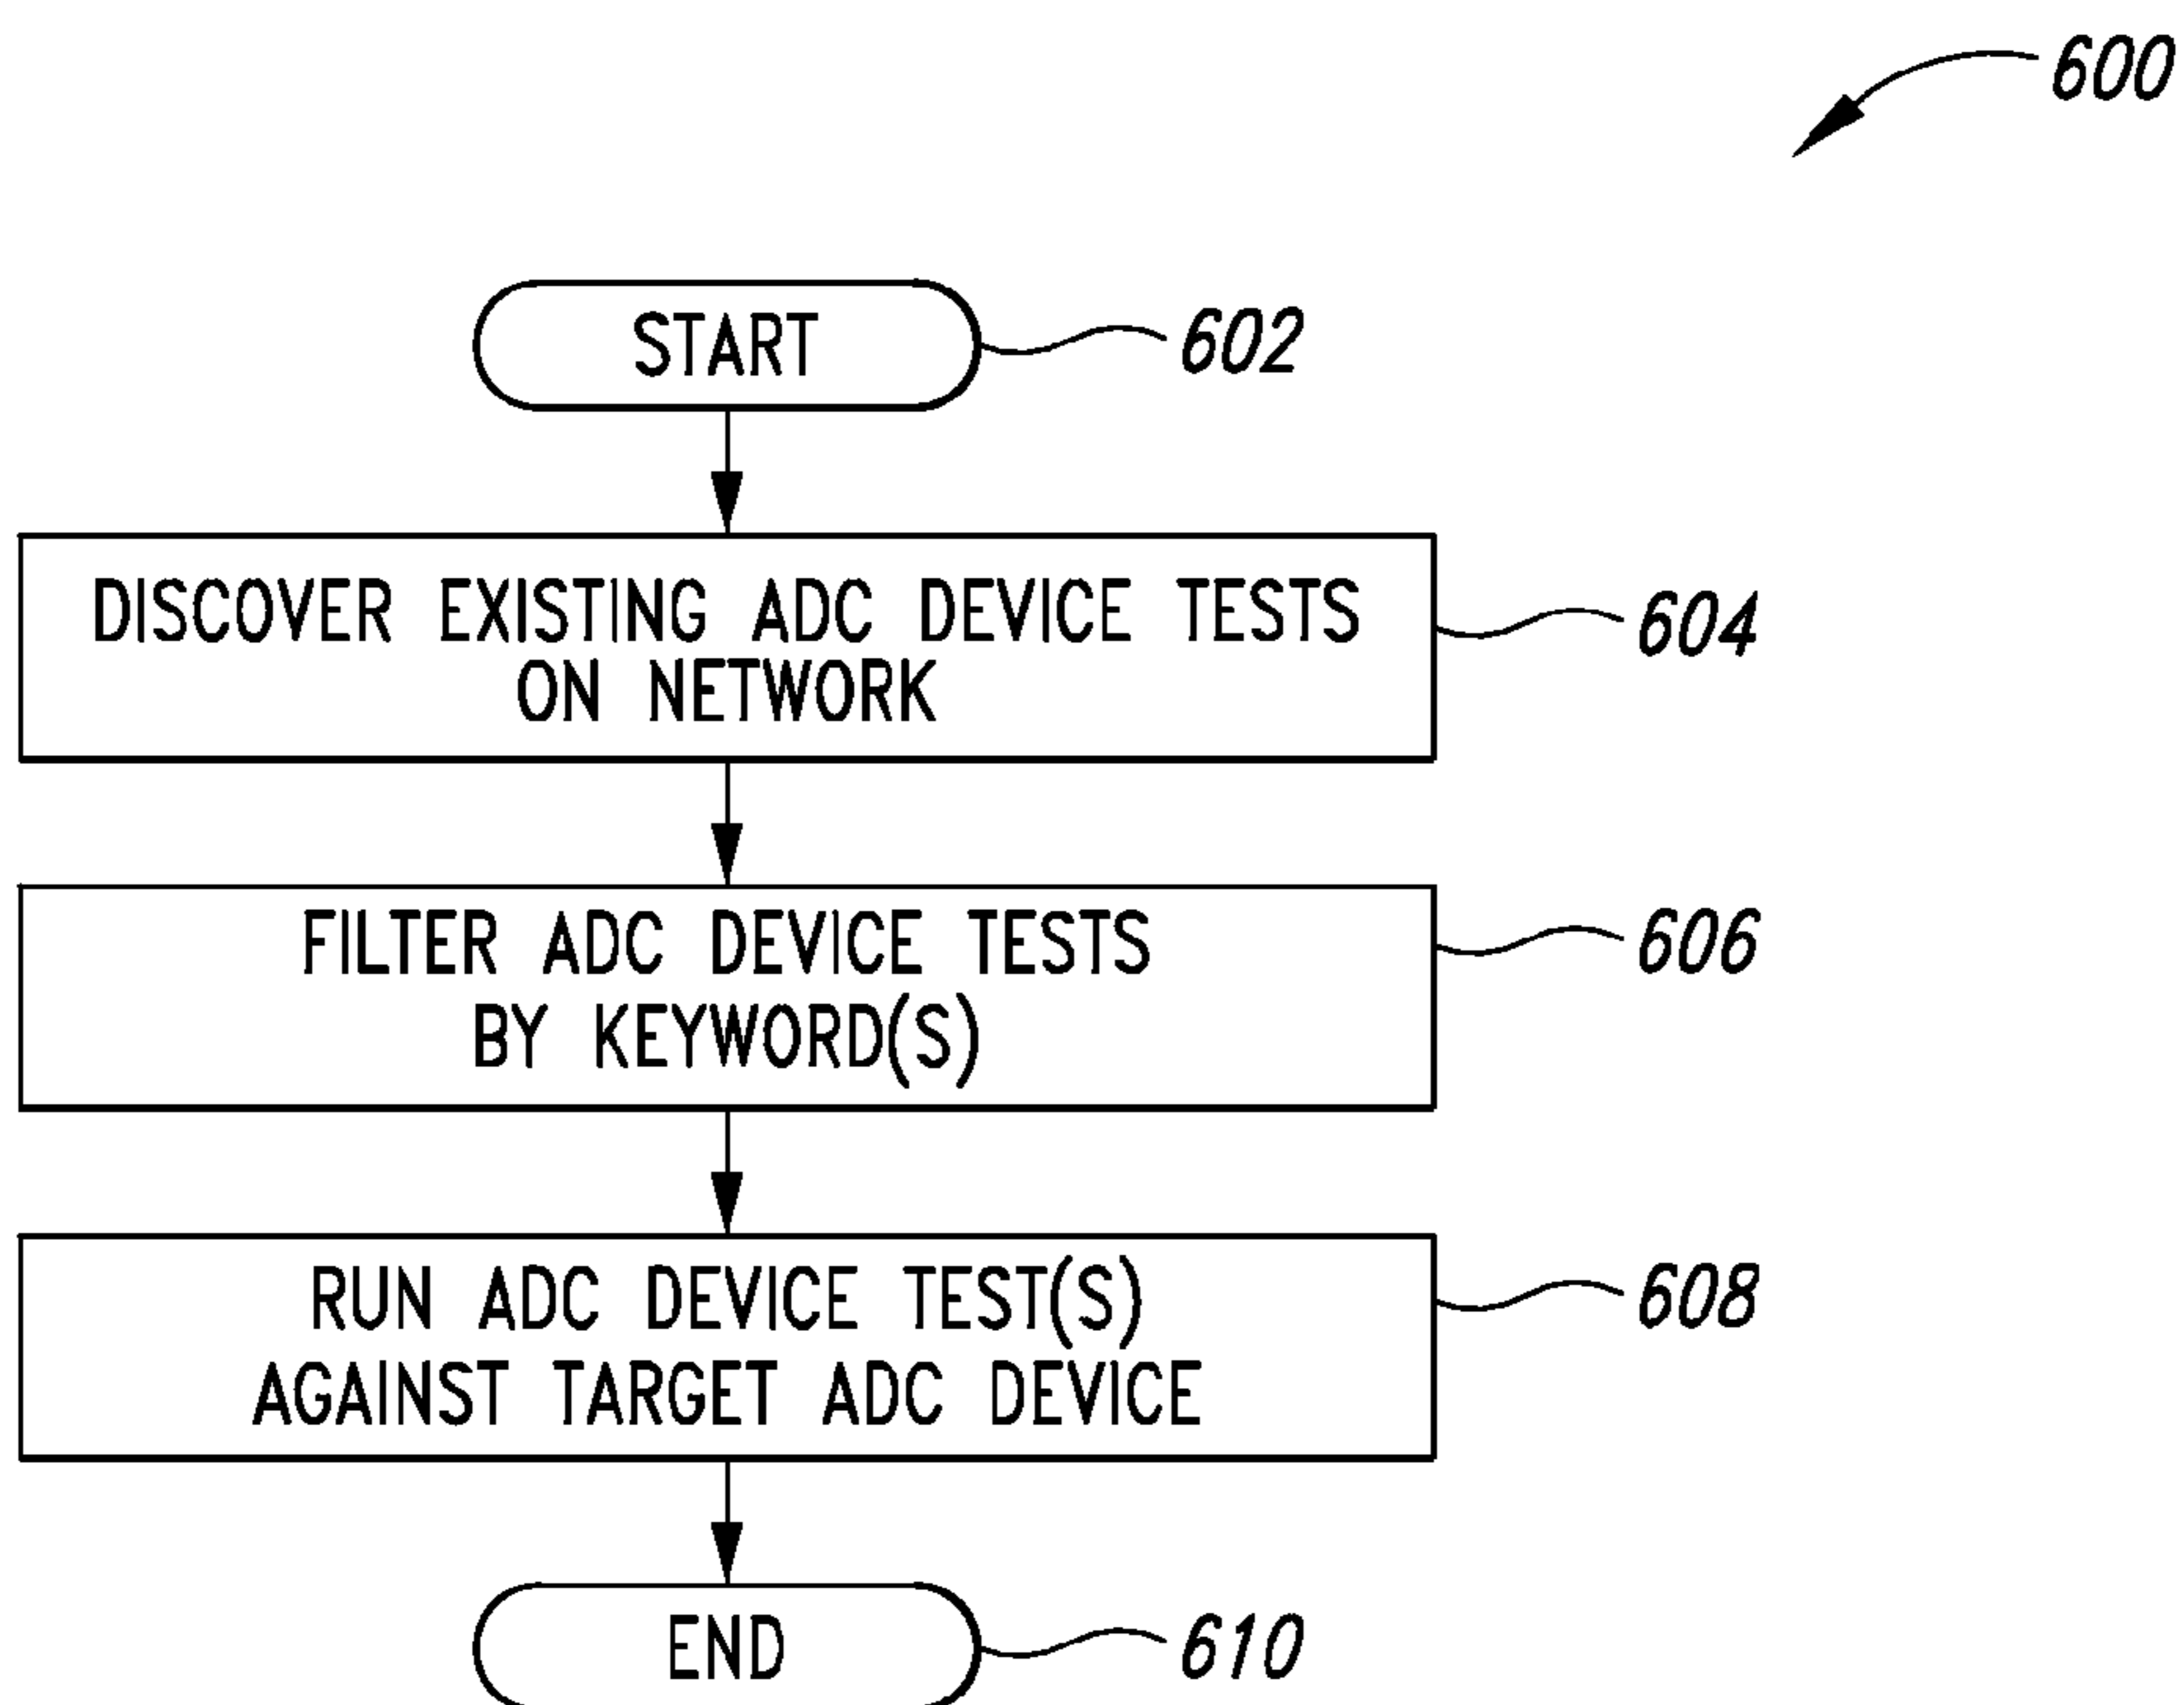 600
START
602
DISCOVER EXISTING ADC DEVICE TESTS
ON NETWORK
604
FILTER ADC DEVICE TESTS
BY KEYWORD(S)
606
RUN ADC DEVICE TEST(S)
AGAINST TARGET ADC DEVICE
608
END
610